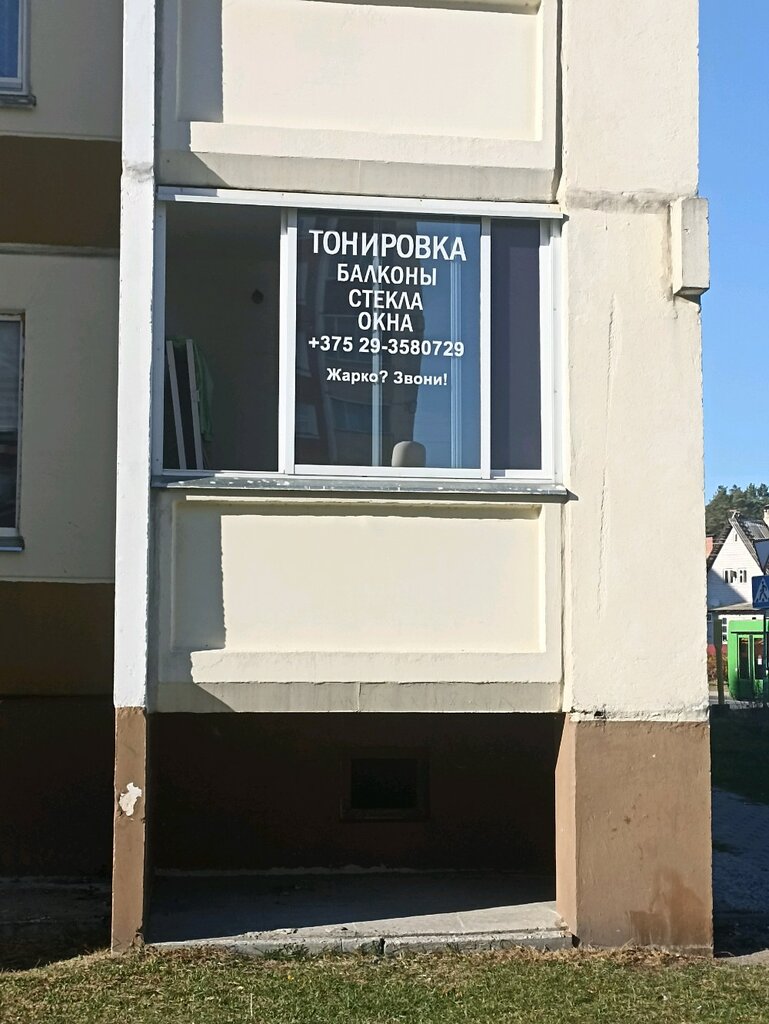 ТОНИРОВКА
БАЛКОНЫ
СТЕКЛА
ОКНА
+375 29-3580729
Жарко? Звони!